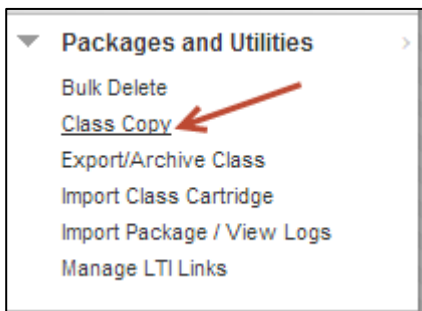 Packages and Utilities
Bulk Delete
Class Copy
Export/Archive Class
Import Class Cartridge
Import Package / View Logs
Manage LTI Links